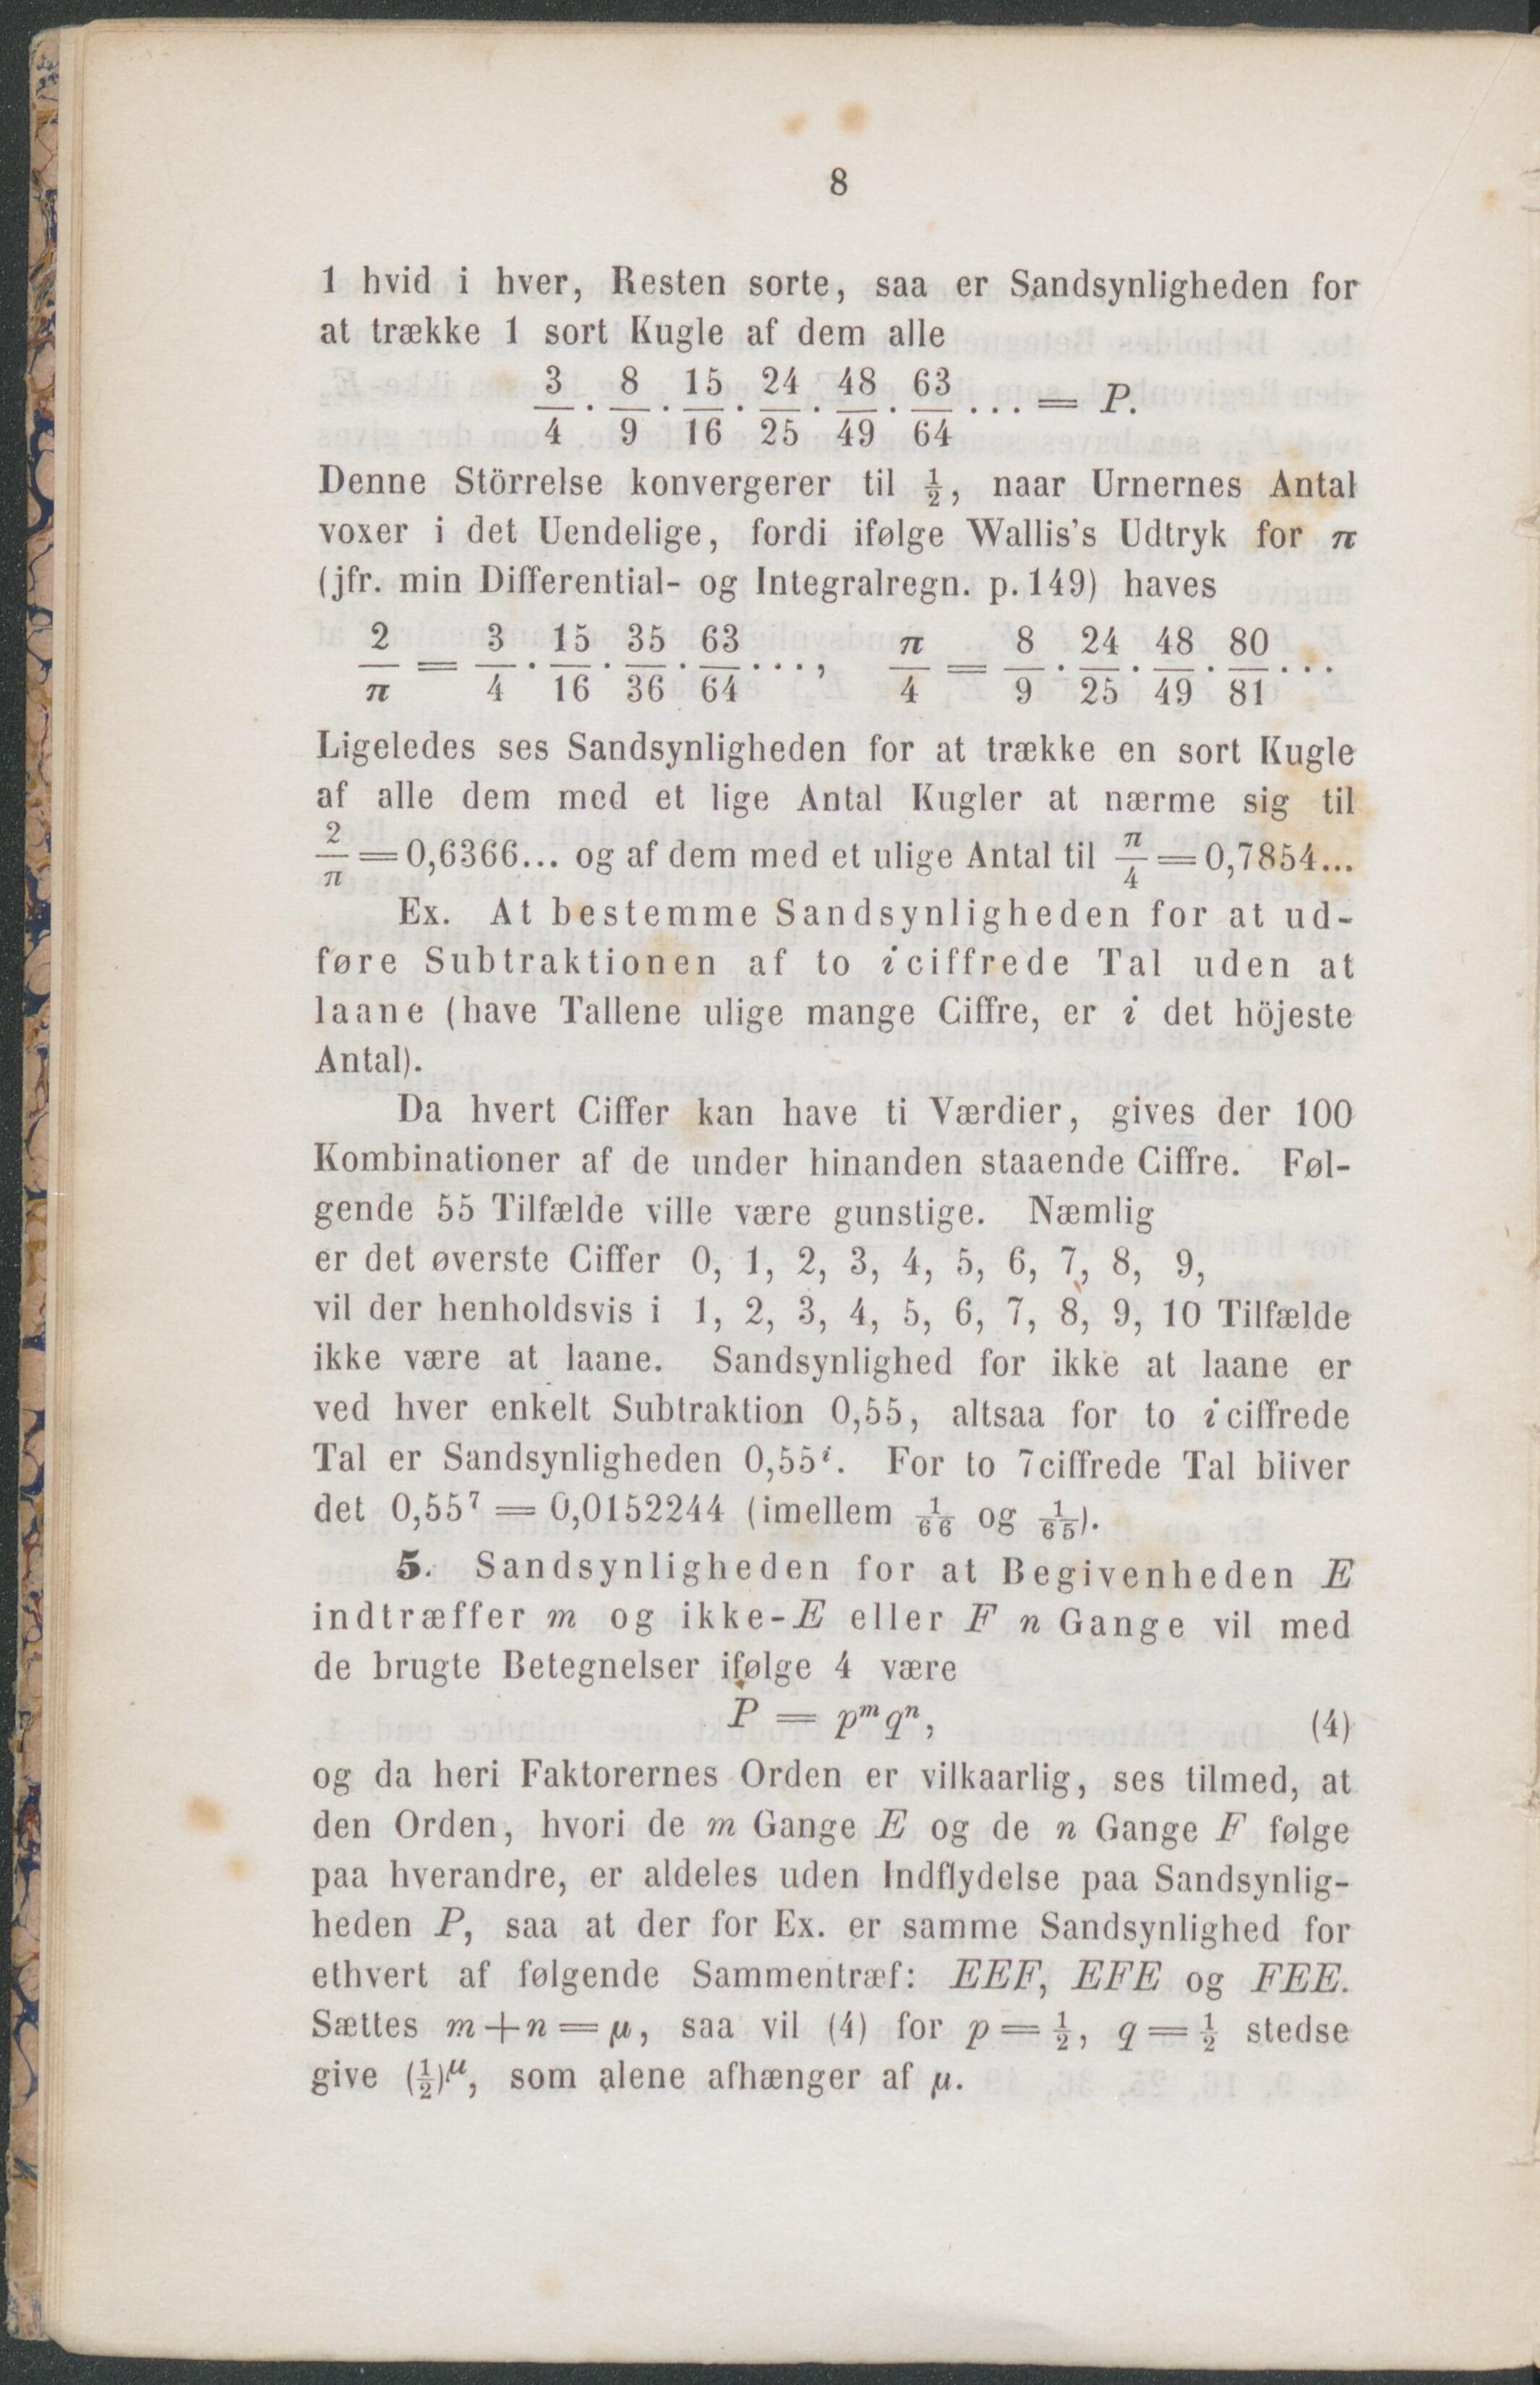 8
1 hvid i hver, Resten sorte, saa er Sandsynligheden for
at trække 1 sort Kugle af dem alle
3/4 · 8/9 · 15/16 · 24/25 · 48/49 · 63/64 ... = P.
Denne Störrelse konvergerer til 1/2, naar Urnernes Antal
voxer i det Uendelige, fordi ifølge Wallis's Udtryk for π
(jfr. min Differential- og Integralregn. p. 149) haves
2/π = 3/4 · 15/16 · 35/36 · 63/64 ..., π/4 = 8/9 · 24/25 · 48/49 · 80/81 ...
Ligeledes ses Sandsynligheden for at trække en sort Kugle
af alle dem med et lige Antal Kugler at nærme sig til
2/π = 0,6366... og af dem med et ulige Antal til π/4 = 0,7854...
Ex. At bestemme Sandsynligheden for at ud-
føre Subtraktionen af to iciffrede Tal uden at
laane (have Tallene ulige mange Ciffre, er i det höjeste
Antal).
Da hvert Ciffer kan have ti Værdier, gives der 100
Kombinationer af de under hinanden staaende Ciffre. Føl-
gende 55 Tilfælde ville være gunstige. Næmlig
er det øverste Ciffer 0, 1, 2, 3, 4, 5, 6, 7, 8, 9,
vil der henholdsvis i 1, 2, 3, 4, 5, 6, 7, 8, 9, 10 Tilfælde
ikke være at laane. Sandsynlighed for ikke at laane er
ved hver enkelt Subtraktion 0,55, altsaa for to iciffrede
Tal er Sandsynligheden 0,55ⁱ. For to 7ciffrede Tal bliver
det 0,55⁷ = 0,0152244 (imellem 1/66 og 1/65).
5. Sandsynligheden for at Begivenheden E
indtræffer m og ikke-E eller F n Gange vil med
de brugte Betegnelser ifølge 4 være
P = pᵐqⁿ, (4)
og da heri Faktorernes Orden er vilkaarlig, ses tilmed, at
den Orden, hvori de m Gange E og de n Gange F følge
paa hverandre, er aldeles uden Indflydelse paa Sandsynlig-
heden P, saa at der for Ex. er samme Sandsynlighed for
ethvert af følgende Sammentræf: EEF, EFE og FEE.
Sættes m + n = μ, saa vil (4) for p = 1/2, q = 1/2 stedse
give (1/2)^μ, som alene afhænger af μ.